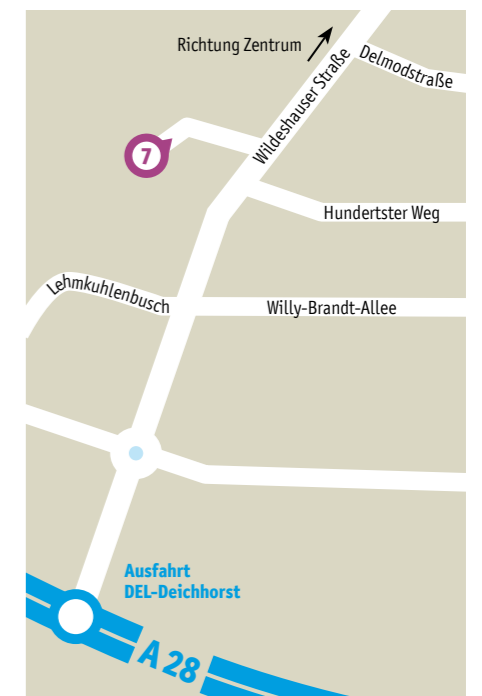 Richtung Zentrum
Wildeshauser Straße
Delmodstraße
7
Hundertster Weg
Lehmkuhlenbusch
Willy-Brandt-Allee
Ausfahrt
DEL-Deichhorst
A 28